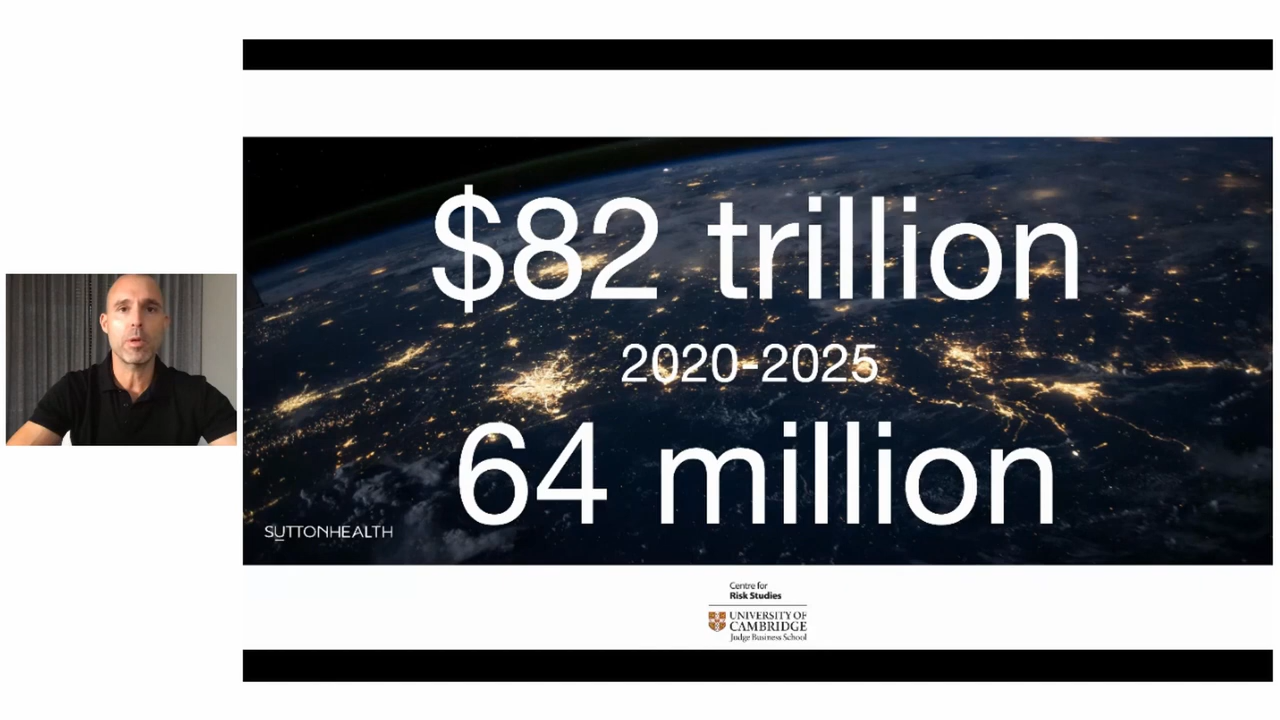 $82 trillion
2020-2025
64 million
SUTTONHEALTH
Centre for
Risk Studies
UNIVERSITY OF
CAMBRIDGE
Judge Business School